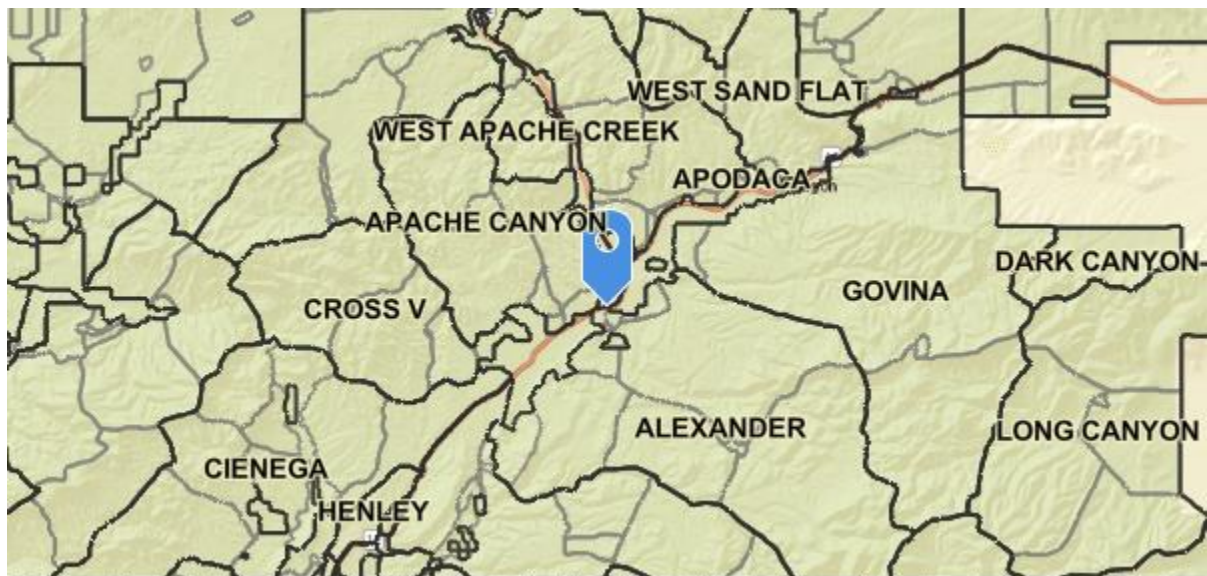 WEST SAND FLAT
WEST APACHE CREEK
APODACA
APACHE CANYON
DARK CANYON
GOVINA
CROSS V
ALEXANDER
LONG CANYON
CIENEGA
HENLEY